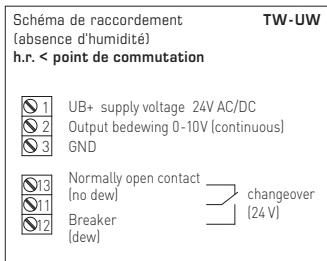 Schéma de raccordement TW-UW
(absence d'humidité)
h.r. < point de commutation
1 UB+ supply voltage 24V AC/DC
2 Output bedewing 0-10V (continuous)
3 GND
13 Normally open contact
(no dew)
11 changeover
(24 V)
12 Breaker
(dew)